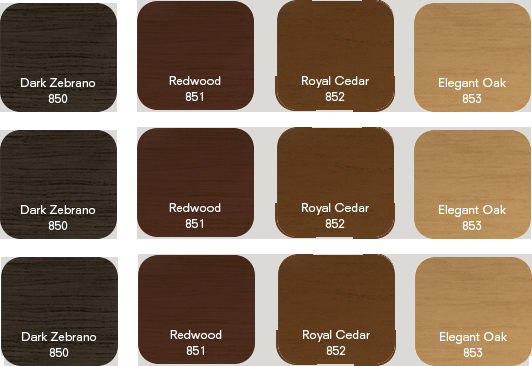 Dark Zebrano
850
Redwood
851
Royal Cedar
852
Elegant Oak
853
Dark Zebrano
850
Redwood
851
Royal Cedar
852
Elegant Oak
853
Dark Zebrano
850
Redwood
851
Royal Cedar
852
Elegant Oak
853